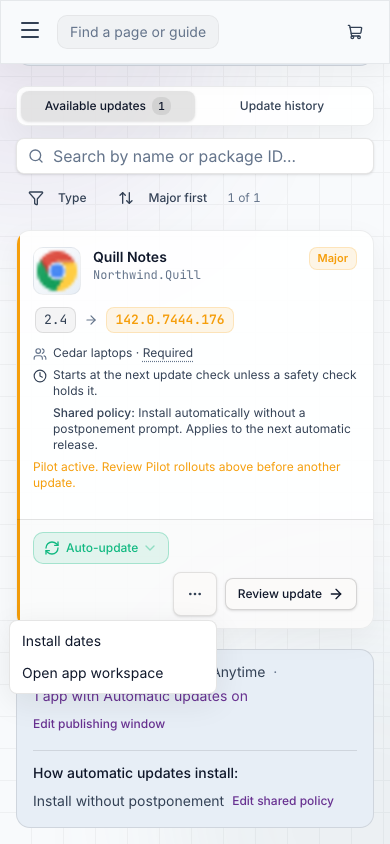 Find a page or guide
Available updates 1
Update history
Search by name or package ID...
Type
Major first
1 of 1
Quill Notes
Major
Northwind.Quill
2.4 → 142.0.7444.176
Cedar laptops · Required
Starts at the next update check unless a safety check
holds it.
Shared policy: Install automatically without a
postponement prompt. Applies to the next automatic
release.
Pilot active. Review Pilot rollouts above before another
update.
Auto-update
...
Review update →
Install dates
Open app workspace
Anytime ·
1 app with Automatic updates on
Edit publishing window
How automatic updates install:
Install without postponement Edit shared policy